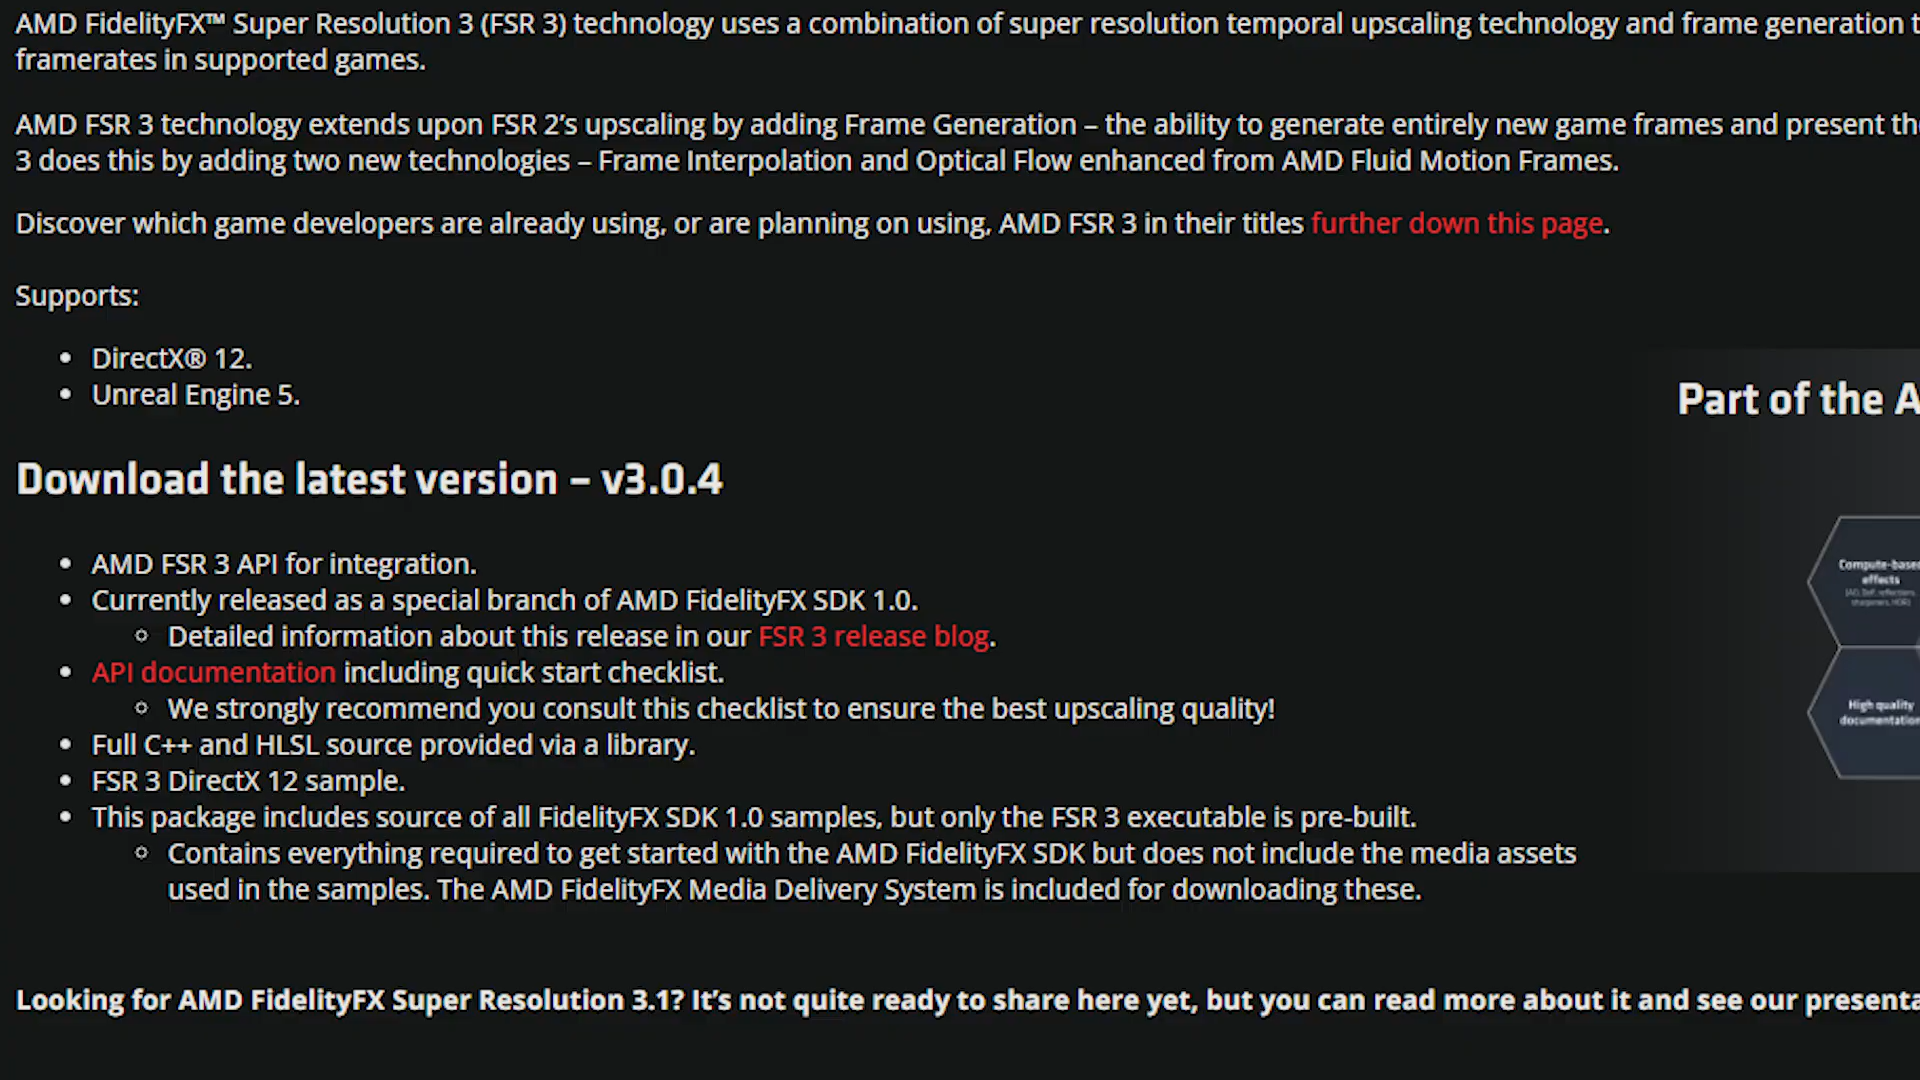 AMD FidelityFX™ Super Resolution 3 (FSR 3) technology uses a combination of super resolution temporal upscaling technology and frame generation
framerates in supported games.
AMD FSR 3 technology extends upon FSR 2’s upscaling by adding Frame Generation – the ability to generate entirely new game frames and present
3 does this by adding two new technologies – Frame Interpolation and Optical Flow enhanced from AMD Fluid Motion Frames.
Discover which game developers are already using, or are planning on using, AMD FSR 3 in their titles further down this page.
Supports:
• DirectX® 12.
• Unreal Engine 5.
Part of the A
Download the latest version – v3.0.4
• AMD FSR 3 API for integration.
• Currently released as a special branch of AMD FidelityFX SDK 1.0.
◦ Detailed information about this release in our FSR 3 release blog.
• API documentation including quick start checklist.
◦ We strongly recommend you consult this checklist to ensure the best upscaling quality!
• Full C++ and HLSL source provided via a library.
• FSR 3 DirectX 12 sample.
• This package includes source of all FidelityFX SDK 1.0 samples, but only the FSR 3 executable is pre-built.
◦ Contains everything required to get started with the AMD FidelityFX SDK but does not include the media assets
used in the samples. The AMD FidelityFX Media Delivery System is included for downloading these.
Compute-based
effects
High quality
documentation
Looking for AMD FidelityFX Super Resolution 3.1? It’s not quite ready to share here yet, but you can read more about it and see our